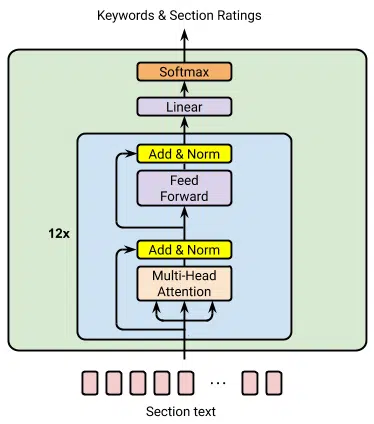 Keywords & Section Ratings
Softmax
Linear
Add & Norm
Feed
Forward
12x
Add & Norm
Multi-Head
Attention
...
Section text